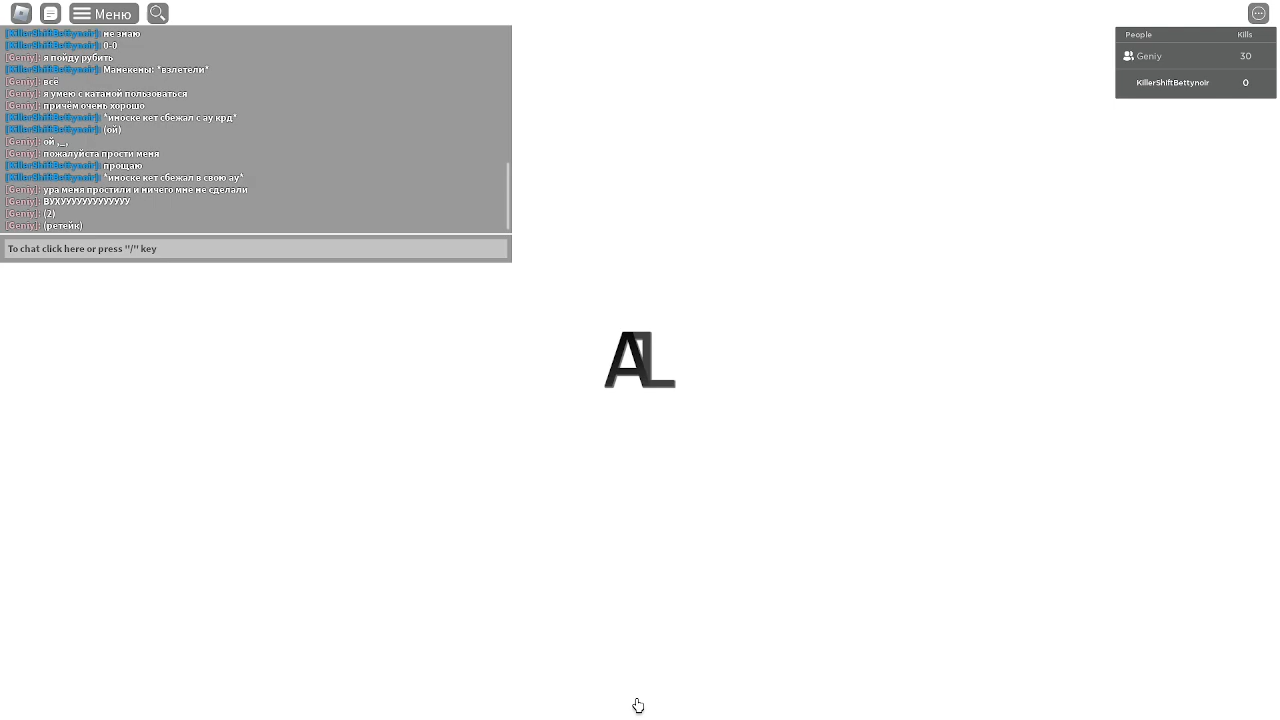 Меню
[KillerShiftBettynoir]: не знаю
[KillerShiftBettynoir]: 0-0
[Geniy]: я пойду рубить
[KillerShiftBettynoir]: Манекены: *взлетели*
[Geniy]: все
[Geniy]: я умею с катаной пользоваться
[Geniy]: причём очень хорошо
[KillerShiftBettynoir]: *иноске кет сбежал с ау крд*
[KillerShiftBettynoir]: (ой)
[Geniy]: ой ,_,
[Geniy]: пожалуйста прости меня
[KillerShiftBettynoir]: прощаю
[KillerShiftBettynoir]: *иноске кет сбежал в свою ау*
[Geniy]: ура меня простили и ничего мне не сделали
[Geniy]: ВУХУУУУУУУУУУУУ
[Geniy]: (2)
[Geniy]: (ретейк)
To chat click here or press "/" key
People Kills
Geniy 30
KillerShiftBettynoir 0
AL